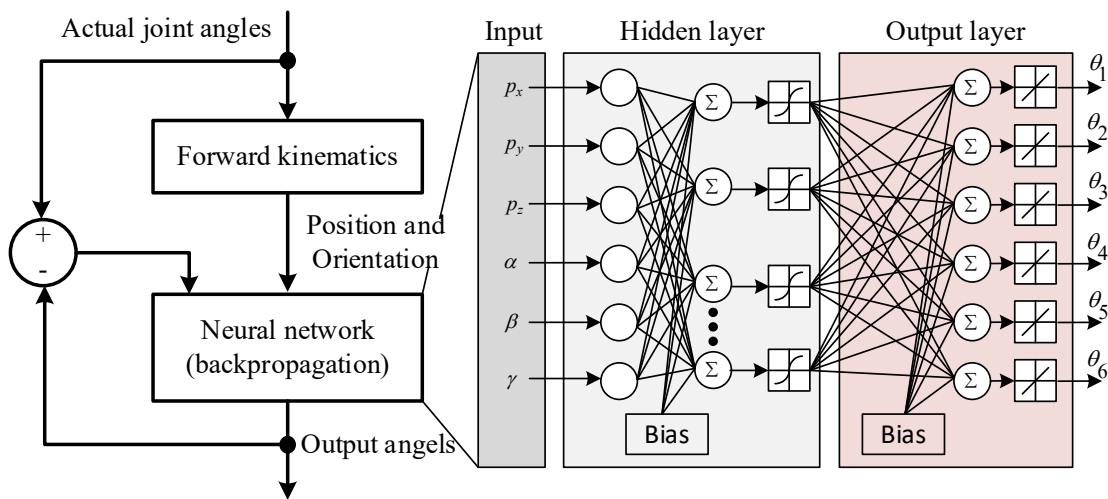 Actual joint angles
Forward kinematics
Position and
Orientation
+
-
Neural network
(backpropagation)
Output angels
Input
p_x
p_y
p_z
α
β
γ
Hidden layer
Σ
Σ
Σ
Σ
Bias
Output layer
Σ
Σ
Σ
Σ
Σ
Σ
Bias
θ_1
θ_2
θ_3
θ_4
θ_5
θ_6